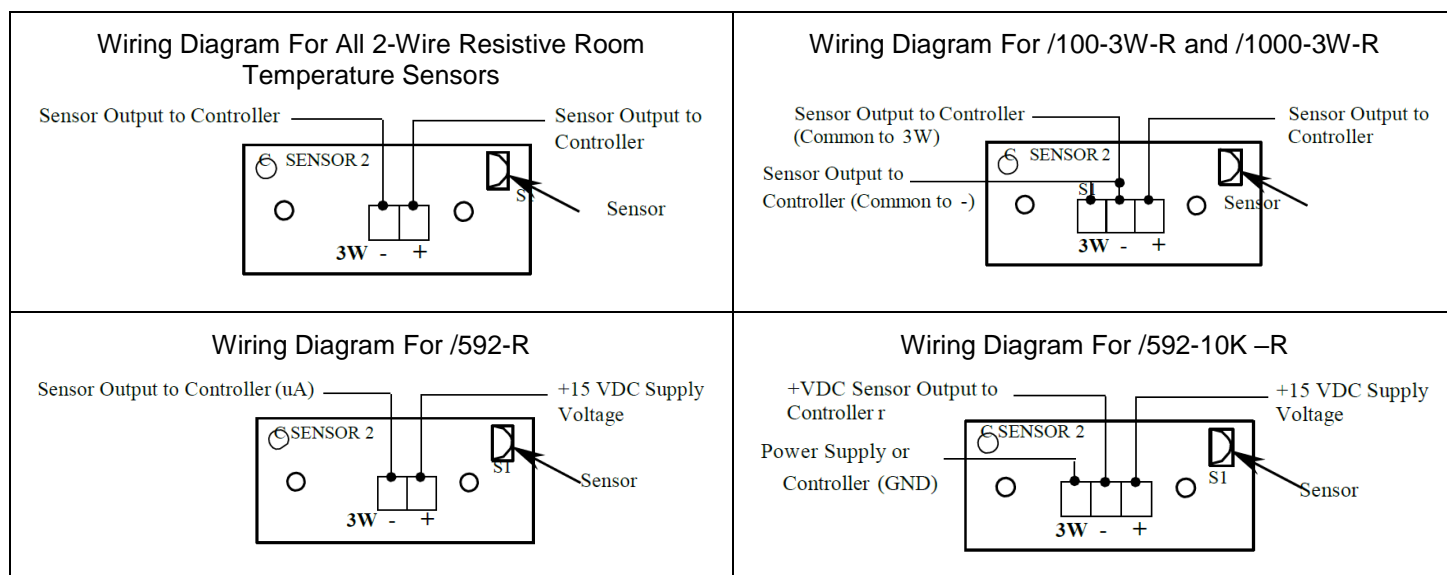 Wiring Diagram For All 2-Wire Resistive Room
Temperature Sensors
Sensor Output to Controller
Sensor Output to
Controller
C SENSOR 2
S1
Sensor
3W - +
Wiring Diagram For /100-3W-R and /1000-3W-R
Sensor Output to Controller
(Common to 3W)
Sensor Output to
Controller
C SENSOR 2
Sensor Output to
Controller (Common to -)
S1
Sensor
3W - +
Wiring Diagram For /592-R
Sensor Output to Controller (uA)
+15 VDC Supply
Voltage
C SENSOR 2
S1
Sensor
3W - +
Wiring Diagram For /592-10K –R
+VDC Sensor Output to
Controller r
+15 VDC Supply
Voltage
C SENSOR 2
Power Supply or
Controller (GND)
S1
Sensor
3W - +